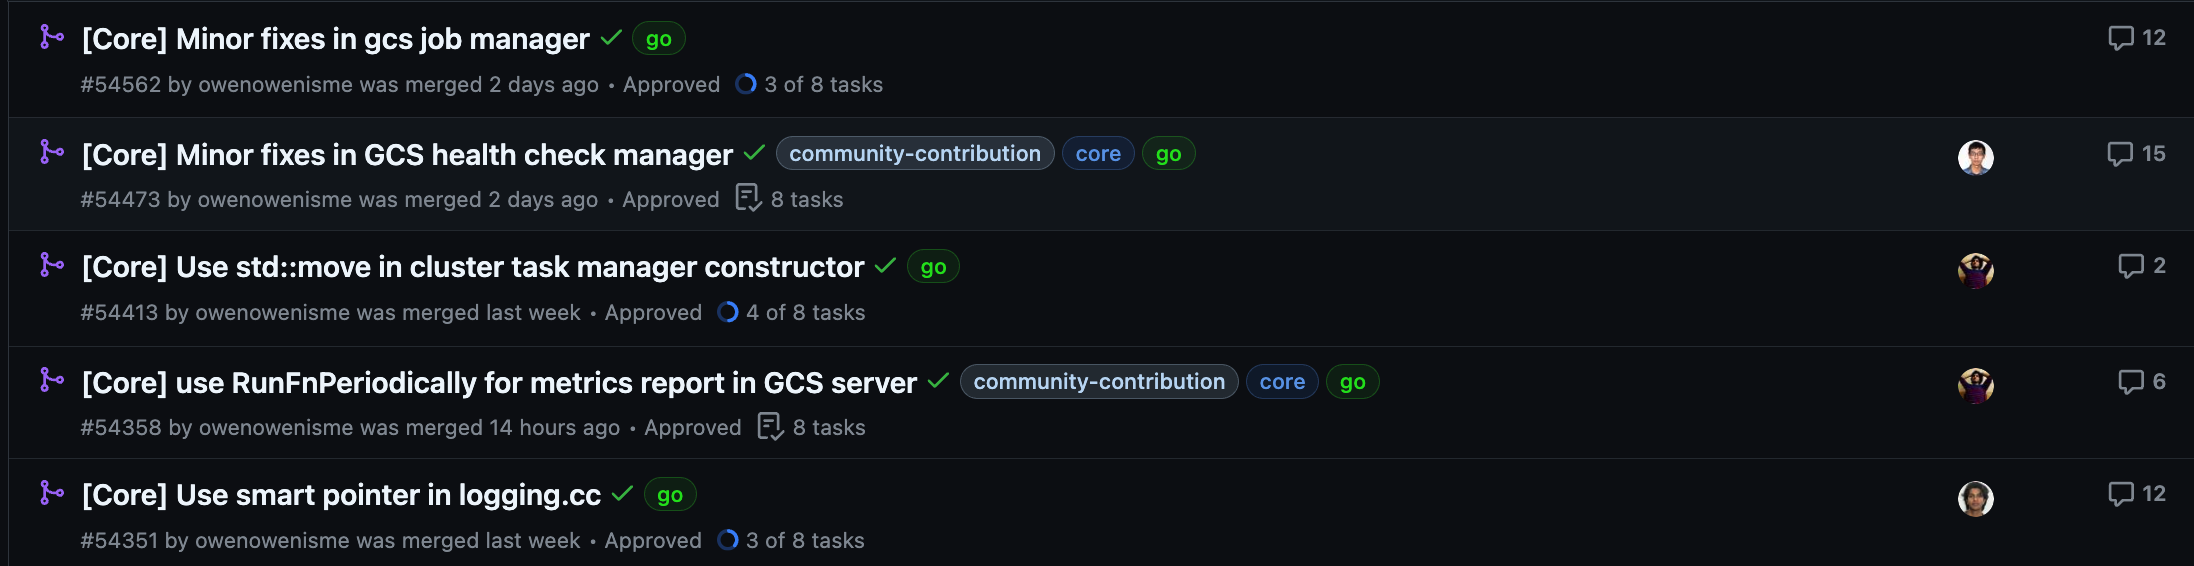 [Core] Minor fixes in gcs job manager go 12
#54562 by owenowenisme was merged 2 days ago • Approved 3 of 8 tasks
[Core] Minor fixes in GCS health check manager community-contribution core go 15
#54473 by owenowenisme was merged 2 days ago • Approved 8 tasks
[Core] Use std::move in cluster task manager constructor go 2
#54413 by owenowenisme was merged last week • Approved 4 of 8 tasks
[Core] use RunFnPeriodically for metrics report in GCS server community-contribution core go 6
#54358 by owenowenisme was merged 14 hours ago • Approved 8 tasks
[Core] Use smart pointer in logging.cc go 12
#54351 by owenowenisme was merged last week • Approved 3 of 8 tasks